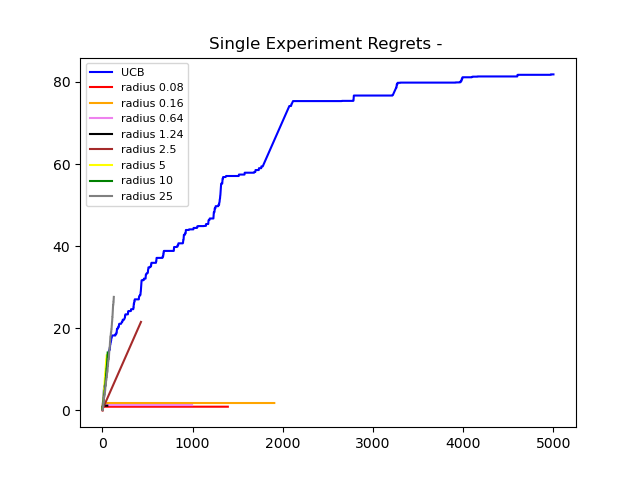 Single Experiment Regrets -
UCB
radius 0.08
radius 0.16
radius 0.64
radius 1.24
radius 2.5
radius 5
radius 10
radius 25
80
60
40
20
0
0 1000 2000 3000 4000 5000